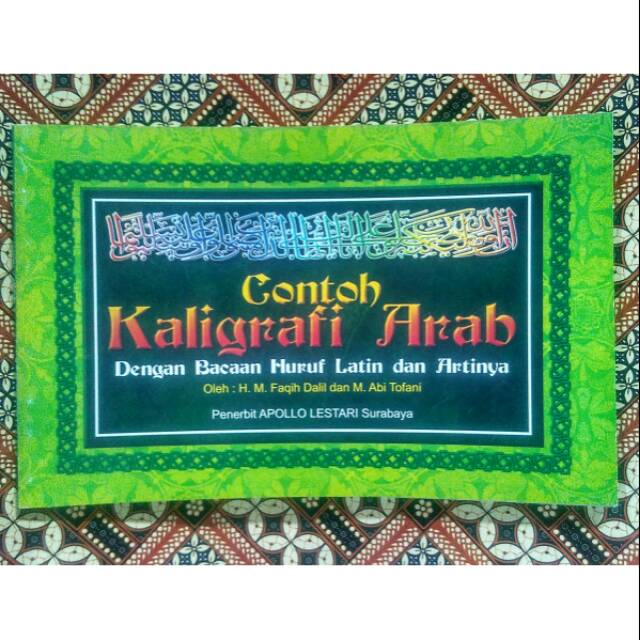 Contoh
Kaligrafi Arab
Dengan Bacaan Huruf Latin dan Artinya
Oleh : H. M. Faqih Dalil dan M. Abi Tofani
Penerbit APOLLO LESTARI Surabaya